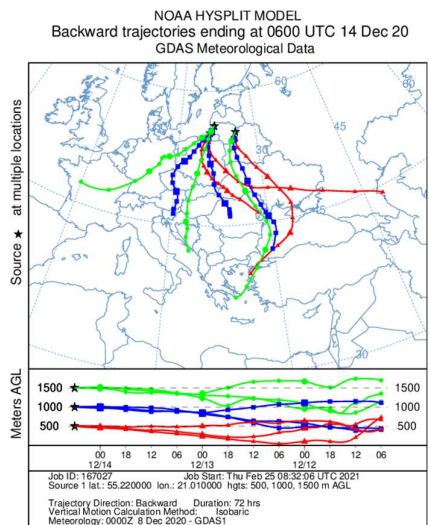 NOAA HYSPLIT MODEL
Backward trajectories ending at 0600 UTC 14 Dec 20
GDAS Meteorological Data
Source ★ at multiple locations
60
60
45
30
45
30
Meters AGL
1500 1500
1000 1000
500 500
00 18 12 06 00 18 12 06 00 18 12 06
12/14 12/13 12/12
Job ID: 167027 Job Start: Thu Feb 25 08:32:06 UTC 2021
Source 1 lat.: 55.220000 lon.: 21.010000 hgts: 500, 1000, 1500 m AGL
Trajectory Direction: Backward Duration: 72 hrs
Vertical Motion Calculation Method: Isobaric
Meteorology: 0000Z 8 Dec 2020 - GDAS1